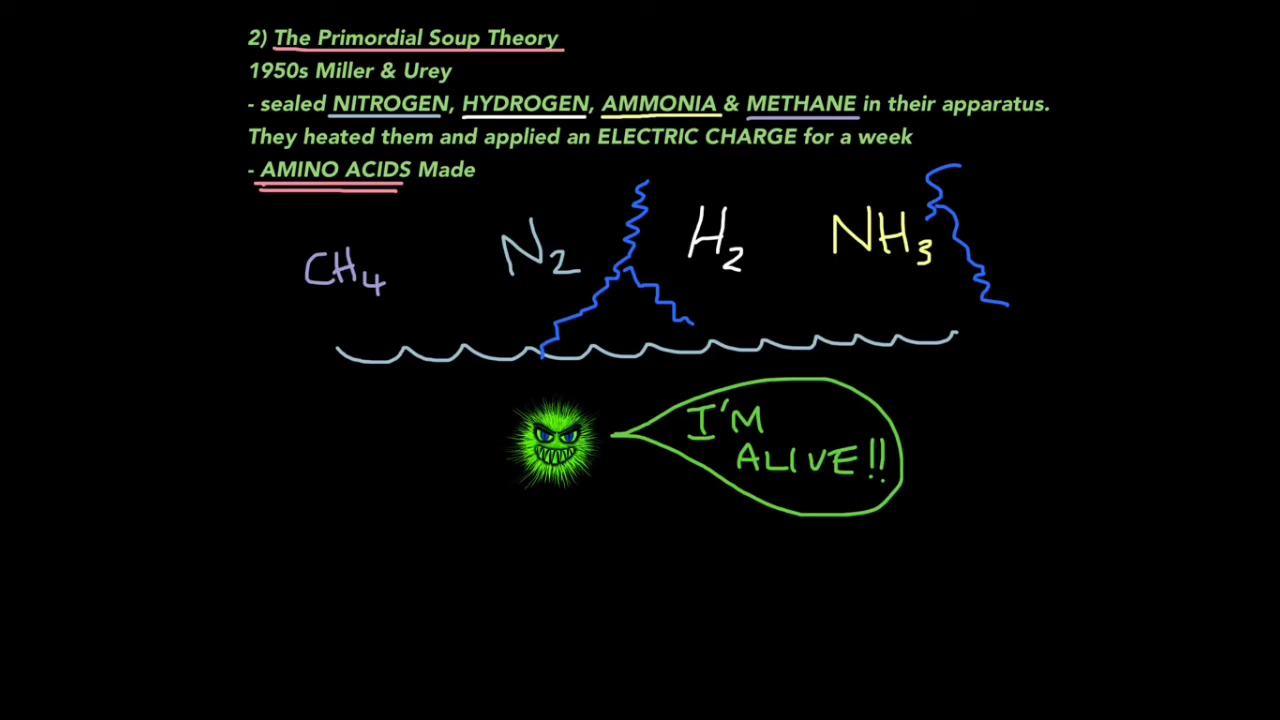 2) The Primordial Soup Theory
1950s Miller & Urey
- sealed NITROGEN, HYDROGEN, AMMONIA & METHANE in their apparatus.
They heated them and applied an ELECTRIC CHARGE for a week
- AMINO ACIDS Made
CH4 N2 H2 NH3
I'M
ALIVE!!